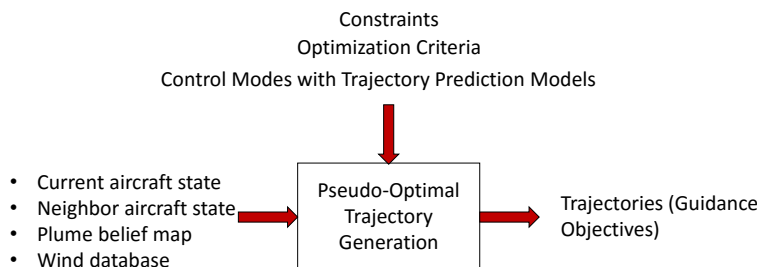 Constraints
Optimization Criteria
Control Modes with Trajectory Prediction Models
• Current aircraft state
• Neighbor aircraft state
• Plume belief map
• Wind database
Pseudo-Optimal
Trajectory
Generation
Trajectories (Guidance
Objectives)